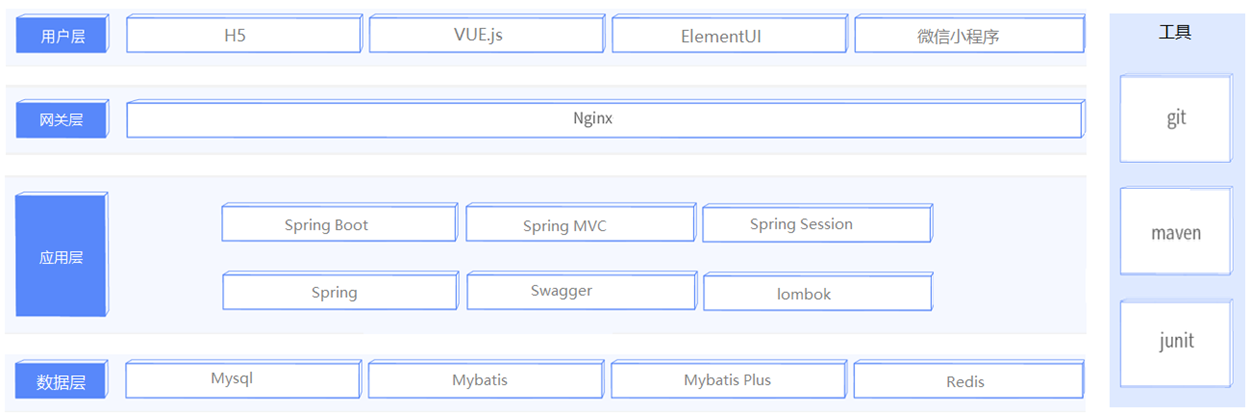 用户层
H5
VUE.js
ElementUI
微信小程序
网关层
Nginx
应用层
Spring Boot
Spring MVC
Spring Session
Spring
Swagger
lombok
数据层
Mysql
Mybatis
Mybatis Plus
Redis
工具
git
maven
junit